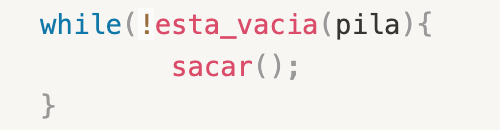 while(!esta_vacia(pila){
sacar();
}